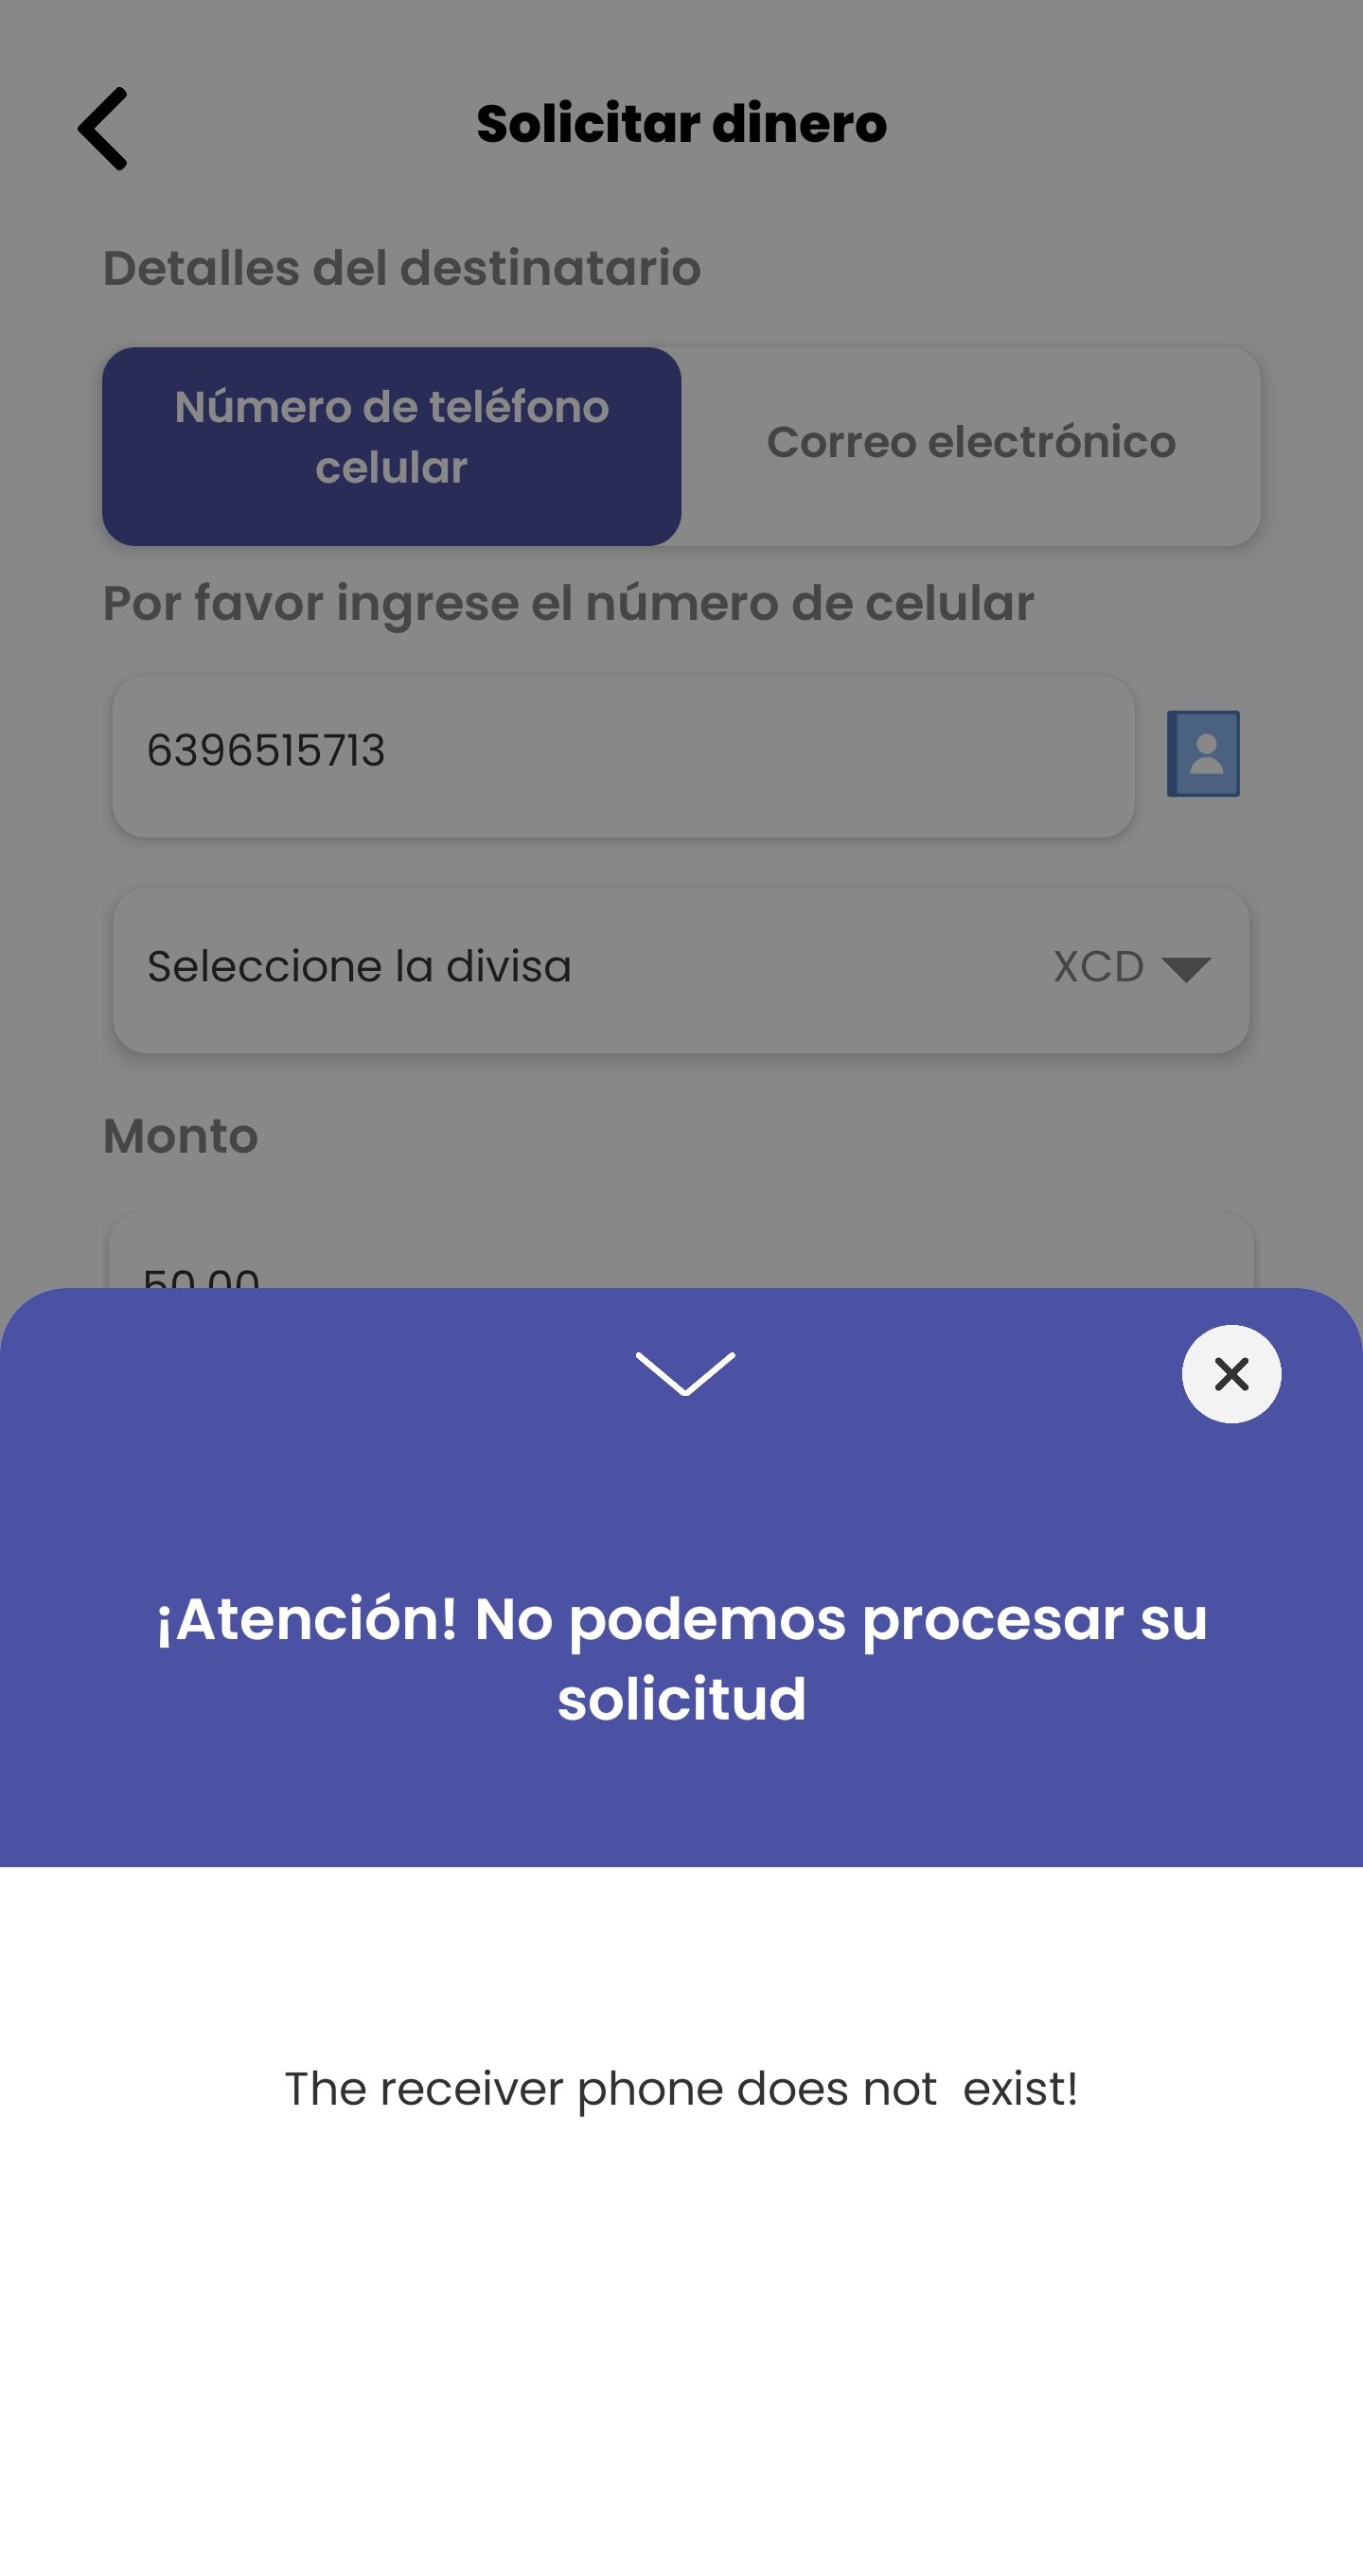 Solicitar dinero
Detalles del destinatario
Número de teléfono
celular
Correo electrónico
Por favor ingrese el número de celular
6396515713
Seleccione la divisa XCD
Monto
50.00
¡Atención! No podemos procesar su
solicitud
The receiver phone does not  exist!